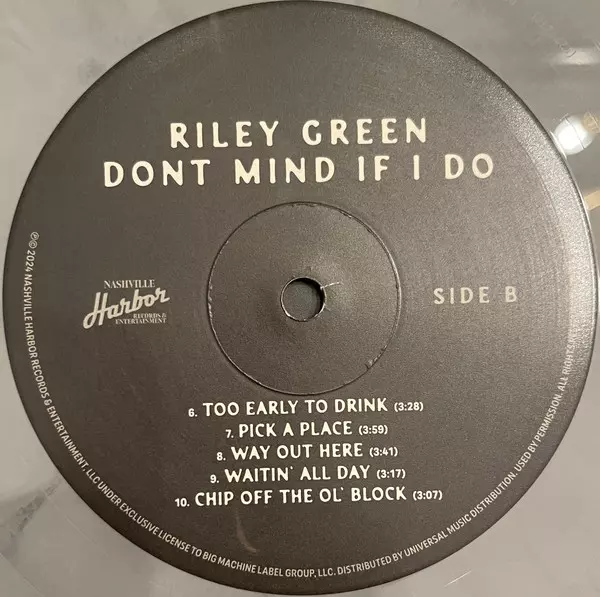 RILEY GREEN
DONT MIND IF I DO
NASHVILLE
Harbor
RECORDS &
ENTERTAINMENT
SIDE B
6. TOO EARLY TO DRINK (3:28)
7. PICK A PLACE (3:59)
8. WAY OUT HERE (3:41)
9. WAITIN' ALL DAY (3:17)
10. CHIP OFF THE OL' BLOCK (3:07)
℗© 2024 NASHVILLE HARBOR RECORDS & ENTERTAINMENT, LLC UNDER EXCLUSIVE LICENSE TO BIG MACHINE LABEL GROUP, LLC. DISTRIBUTED BY UNIVERSAL MUSIC DISTRIBUTION. USED BY PERMISSION. ALL RIGHTS